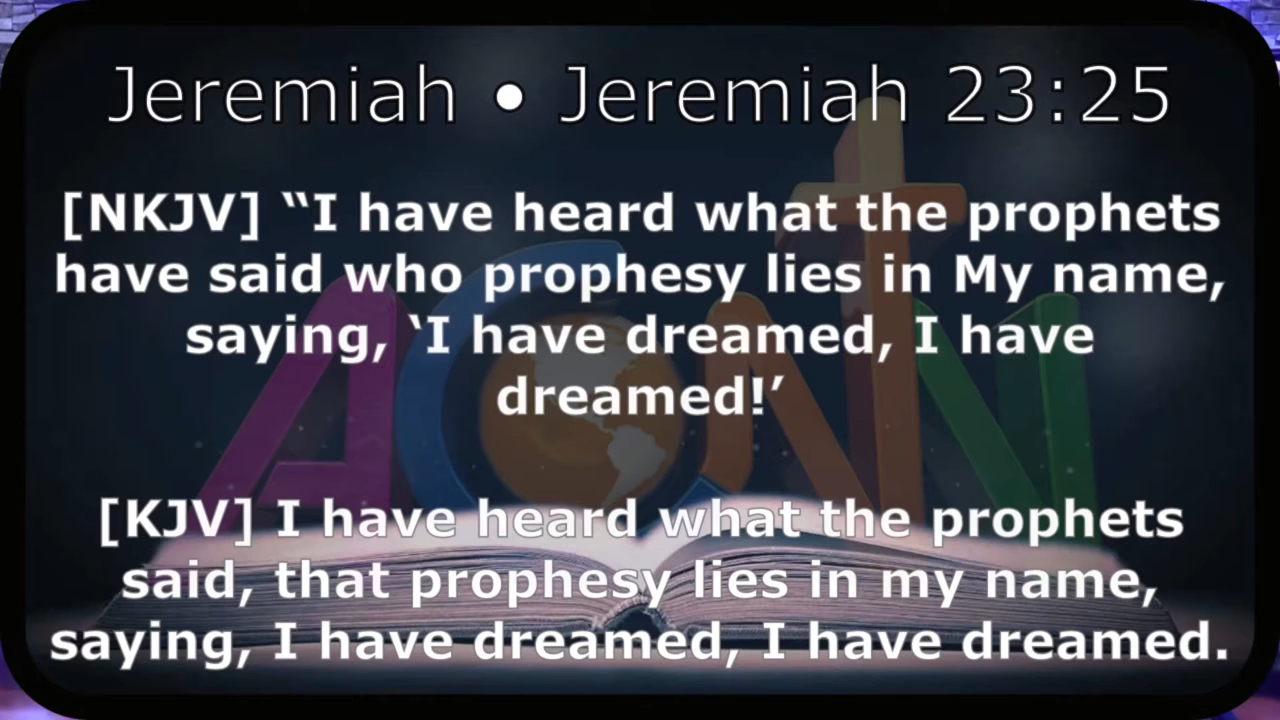 Jeremiah • Jeremiah 23:25
[NKJV] “I have heard what the prophets
have said who prophesy lies in My name,
saying, ‘I have dreamed, I have
dreamed!’
[KJV] I have heard what the prophets
said, that prophesy lies in my name,
saying, I have dreamed, I have dreamed.
ACTN